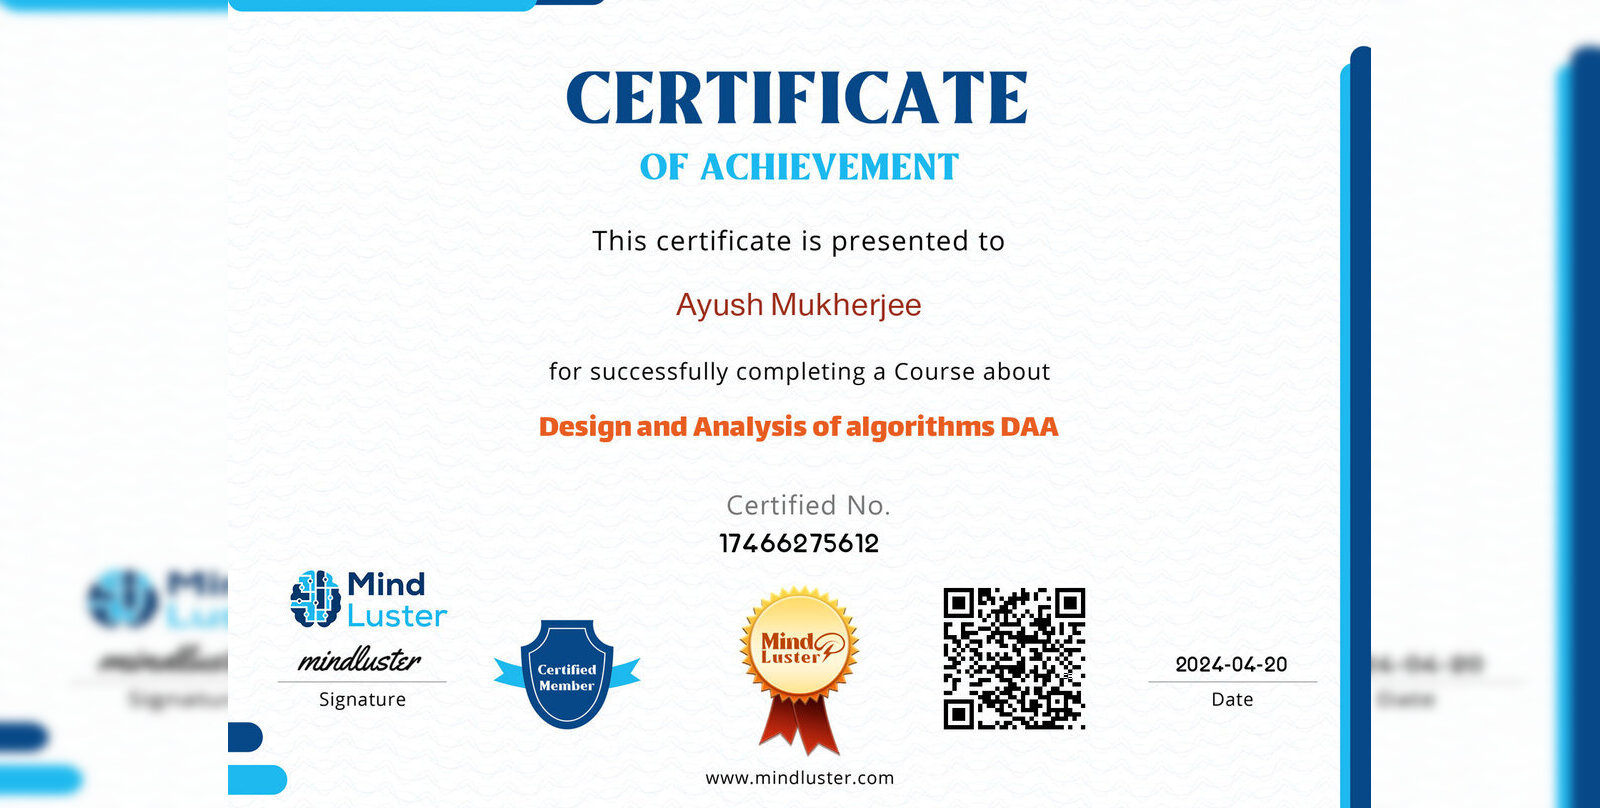 CERTIFICATE
OF ACHIEVEMENT
This certificate is presented to
Ayush Mukherjee
for successfully completing a Course about
Design and Analysis of algorithms DAA
Certified No.
17466275612
Mind
Luster
mindluster
Signature
Certified
Member
Mind
Luster
2024-04-20
Date
www.mindluster.com